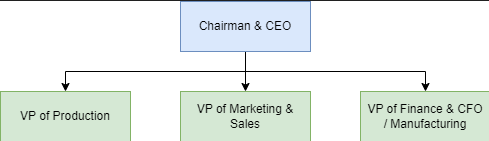 Chairman & CEO
VP of Production
VP of Marketing &
Sales
VP of Finance & CFO
/ Manufacturing